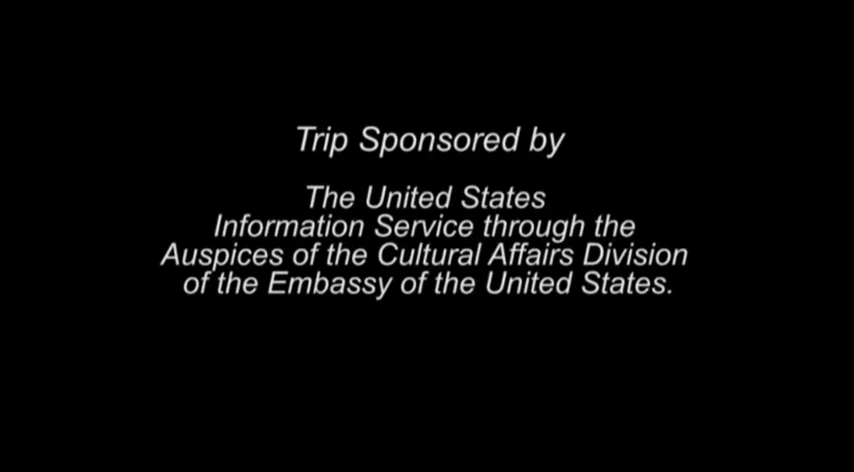 Trip Sponsored by
The United States
Information Service through the
Auspices of the Cultural Affairs Division
of the Embassy of the United States.